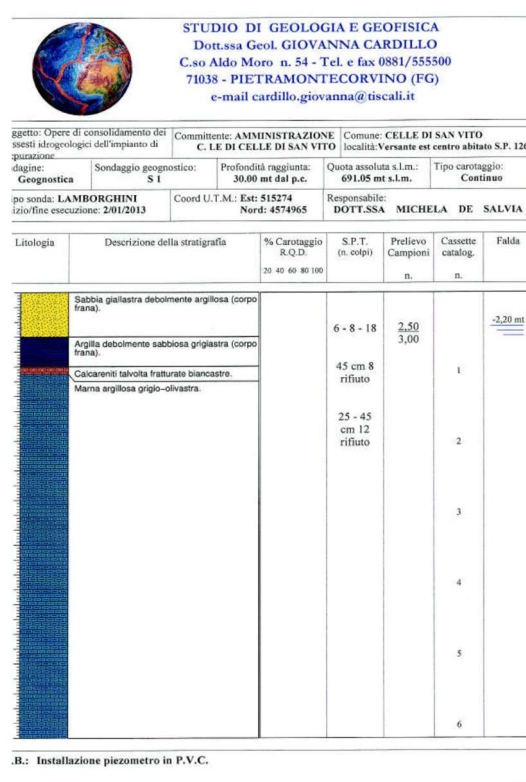 STUDIO DI GEOLOGIA E GEOFISICA
Dott.ssa Geol. GIOVANNA CARDILLO
C.so Aldo Moro n. 54 - Tel. e fax 0881/555500
71038 - PIETRAMONTECORVINO (FG)
e-mail cardillo.giovanna@tiscali.it
ggetto: Opere di consolidamento dei
ssesti idrogeologici dell'impianto di
epurazione
Committente: AMMINISTRAZIONE
C. LE DI CELLE DI SAN VITO
Comune: CELLE DI SAN VITO
località:Versante est centro abitato S.P. 126
dagine:
Geognostica
Sondaggio geognostico:
S 1
Profondità raggiunta:
30.00 mt dal p.c.
Quota assoluta s.l.m.:
691.05 mt s.l.m.
Tipo carotaggio:
Continuo
po sonda: LAMBORGHINI
izio/fine esecuzione: 2/01/2013
Coord U.T.M.: Est: 515274
Nord: 4574965
Responsabile:
DOTT.SSA MICHELA DE SALVIA
Litologia
Descrizione della stratigrafia
% Carotaggio
R.Q.D.
20 40 60 80 100
S.P.T.
(n. colpi)
Prelievo
Campioni
n.
Cassette
catalog.
n.
Falda
Sabbia giallastra debolmente argillosa (corpo
frana).
6 - 8 - 18
2,50
3,00
-2,20 mt
Argilla debolmente sabbiosa grigiastra (corpo
frana).
45 cm 8
rifiuto
1
Calcareniti talvolta fratturate biancastre.
Marna argillosa grigio-olivastra.
25 - 45
cm 12
rifiuto
2
3
4
5
6
.B.: Installazione piezometro in P.V.C.